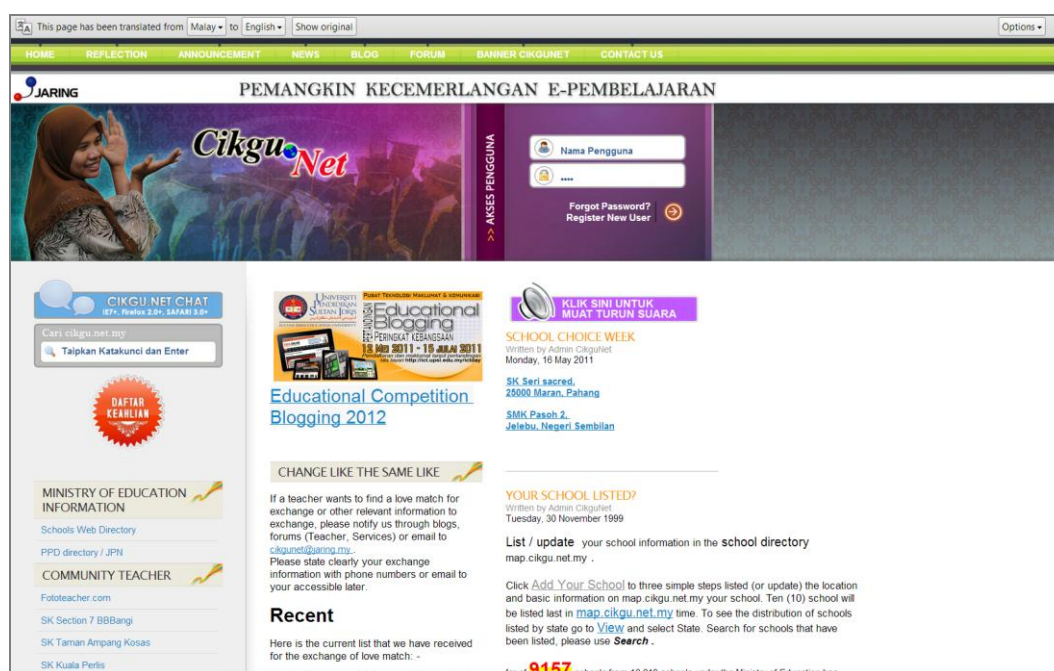 This page has been translated from Malay to English Show original Options
HOME REFLECTION ANNOUNCEMENT NEWS BLOG FORUM BANNER CIKGUNET CONTACT US
JARING
PEMANGKIN KECEMERLANGAN E-PEMBELAJARAN
Cikgu Net
>> AKSES PENGGUNA
Nama Pengguna
••••
Forgot Password?
Register New User
CIKGU.NET CHAT
IE7+, Firefox 2.0+, SAFARI 3.0+
Cari cikgu.net.my
Taipkan Katakunci dan Enter
DAFTAR
KEAHLIAN
MINISTRY OF EDUCATION
INFORMATION
Schools Web Directory
PPD directory / JPN
COMMUNITY TEACHER
Fototeacher.com
SK Section 7 BBBangi
SK Taman Ampang Kosas
SK Kuala Perlis
UNIVERSITI
PENDIDIKAN
SULTAN IDRIS
PUSAT TEKNOLOGI MAKLUMAT & KOMUNIKASI
PERTANDINGAN
Educational
Blogging
PERINGKAT KEBANGSAAN
12 MEI 2011 - 15 JULAI 2011
Educational Competition
Blogging 2012
CHANGE LIKE THE SAME LIKE
If a teacher wants to find a love match for
exchange or other relevant information to
exchange, please notify us through blogs,
forums (Teacher, Services) or email to
cikgunet@jaring.my .
Please state clearly your exchange
information with phone numbers or email to
your accessible later.
Recent
Here is the current list that we have received
for the exchange of love match: -
KLIK SINI UNTUK
MUAT TURUN SUARA
SCHOOL CHOICE WEEK
Written by Admin CikguNet
Monday, 16 May 2011
SK Seri sacred,
25000 Maran, Pahang
SMK Pasoh 2,
Jelebu, Negeri Sembilan
YOUR SCHOOL LISTED?
Written by Admin CikguNet
Tuesday, 30 November 1999
List / update your school information in the school directory
map.cikgu.net.my .
Click Add Your School to three simple steps listed (or update) the location
and basic information on map.cikgu.net.my your school. Ten (10) school will
be listed last in map.cikgu.net.my time. To see the distribution of schools
listed by state go to View and select State. Search for schools that have
been listed, please use Search .
9157